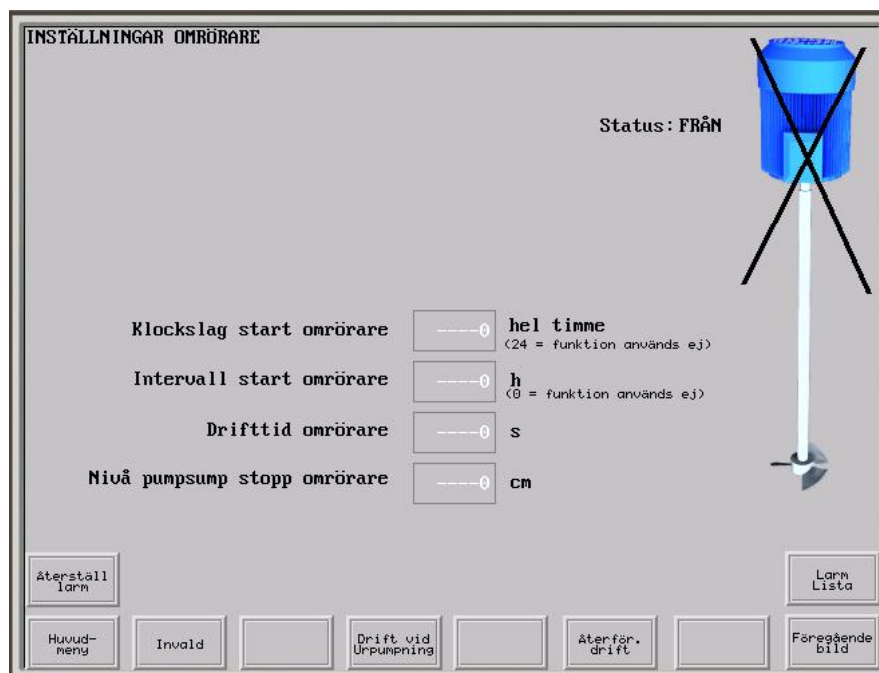 INSTÄLLNINGAR OMRÖRARE
Status: FRÅN
Klockslag start omrörare ----0 hel timme
(24 = funktion används ej)
Intervall start omrörare ----0 h
(0 = funktion används ej)
Drifttid omrörare ----0 s
Nivå pumpsump stopp omrörare ----0 cm
Återställ
larm
Larm
Lista
Huvud-
meny
Invald
Drift vid
Urpumpning
Återför.
drift
Föregående
bild